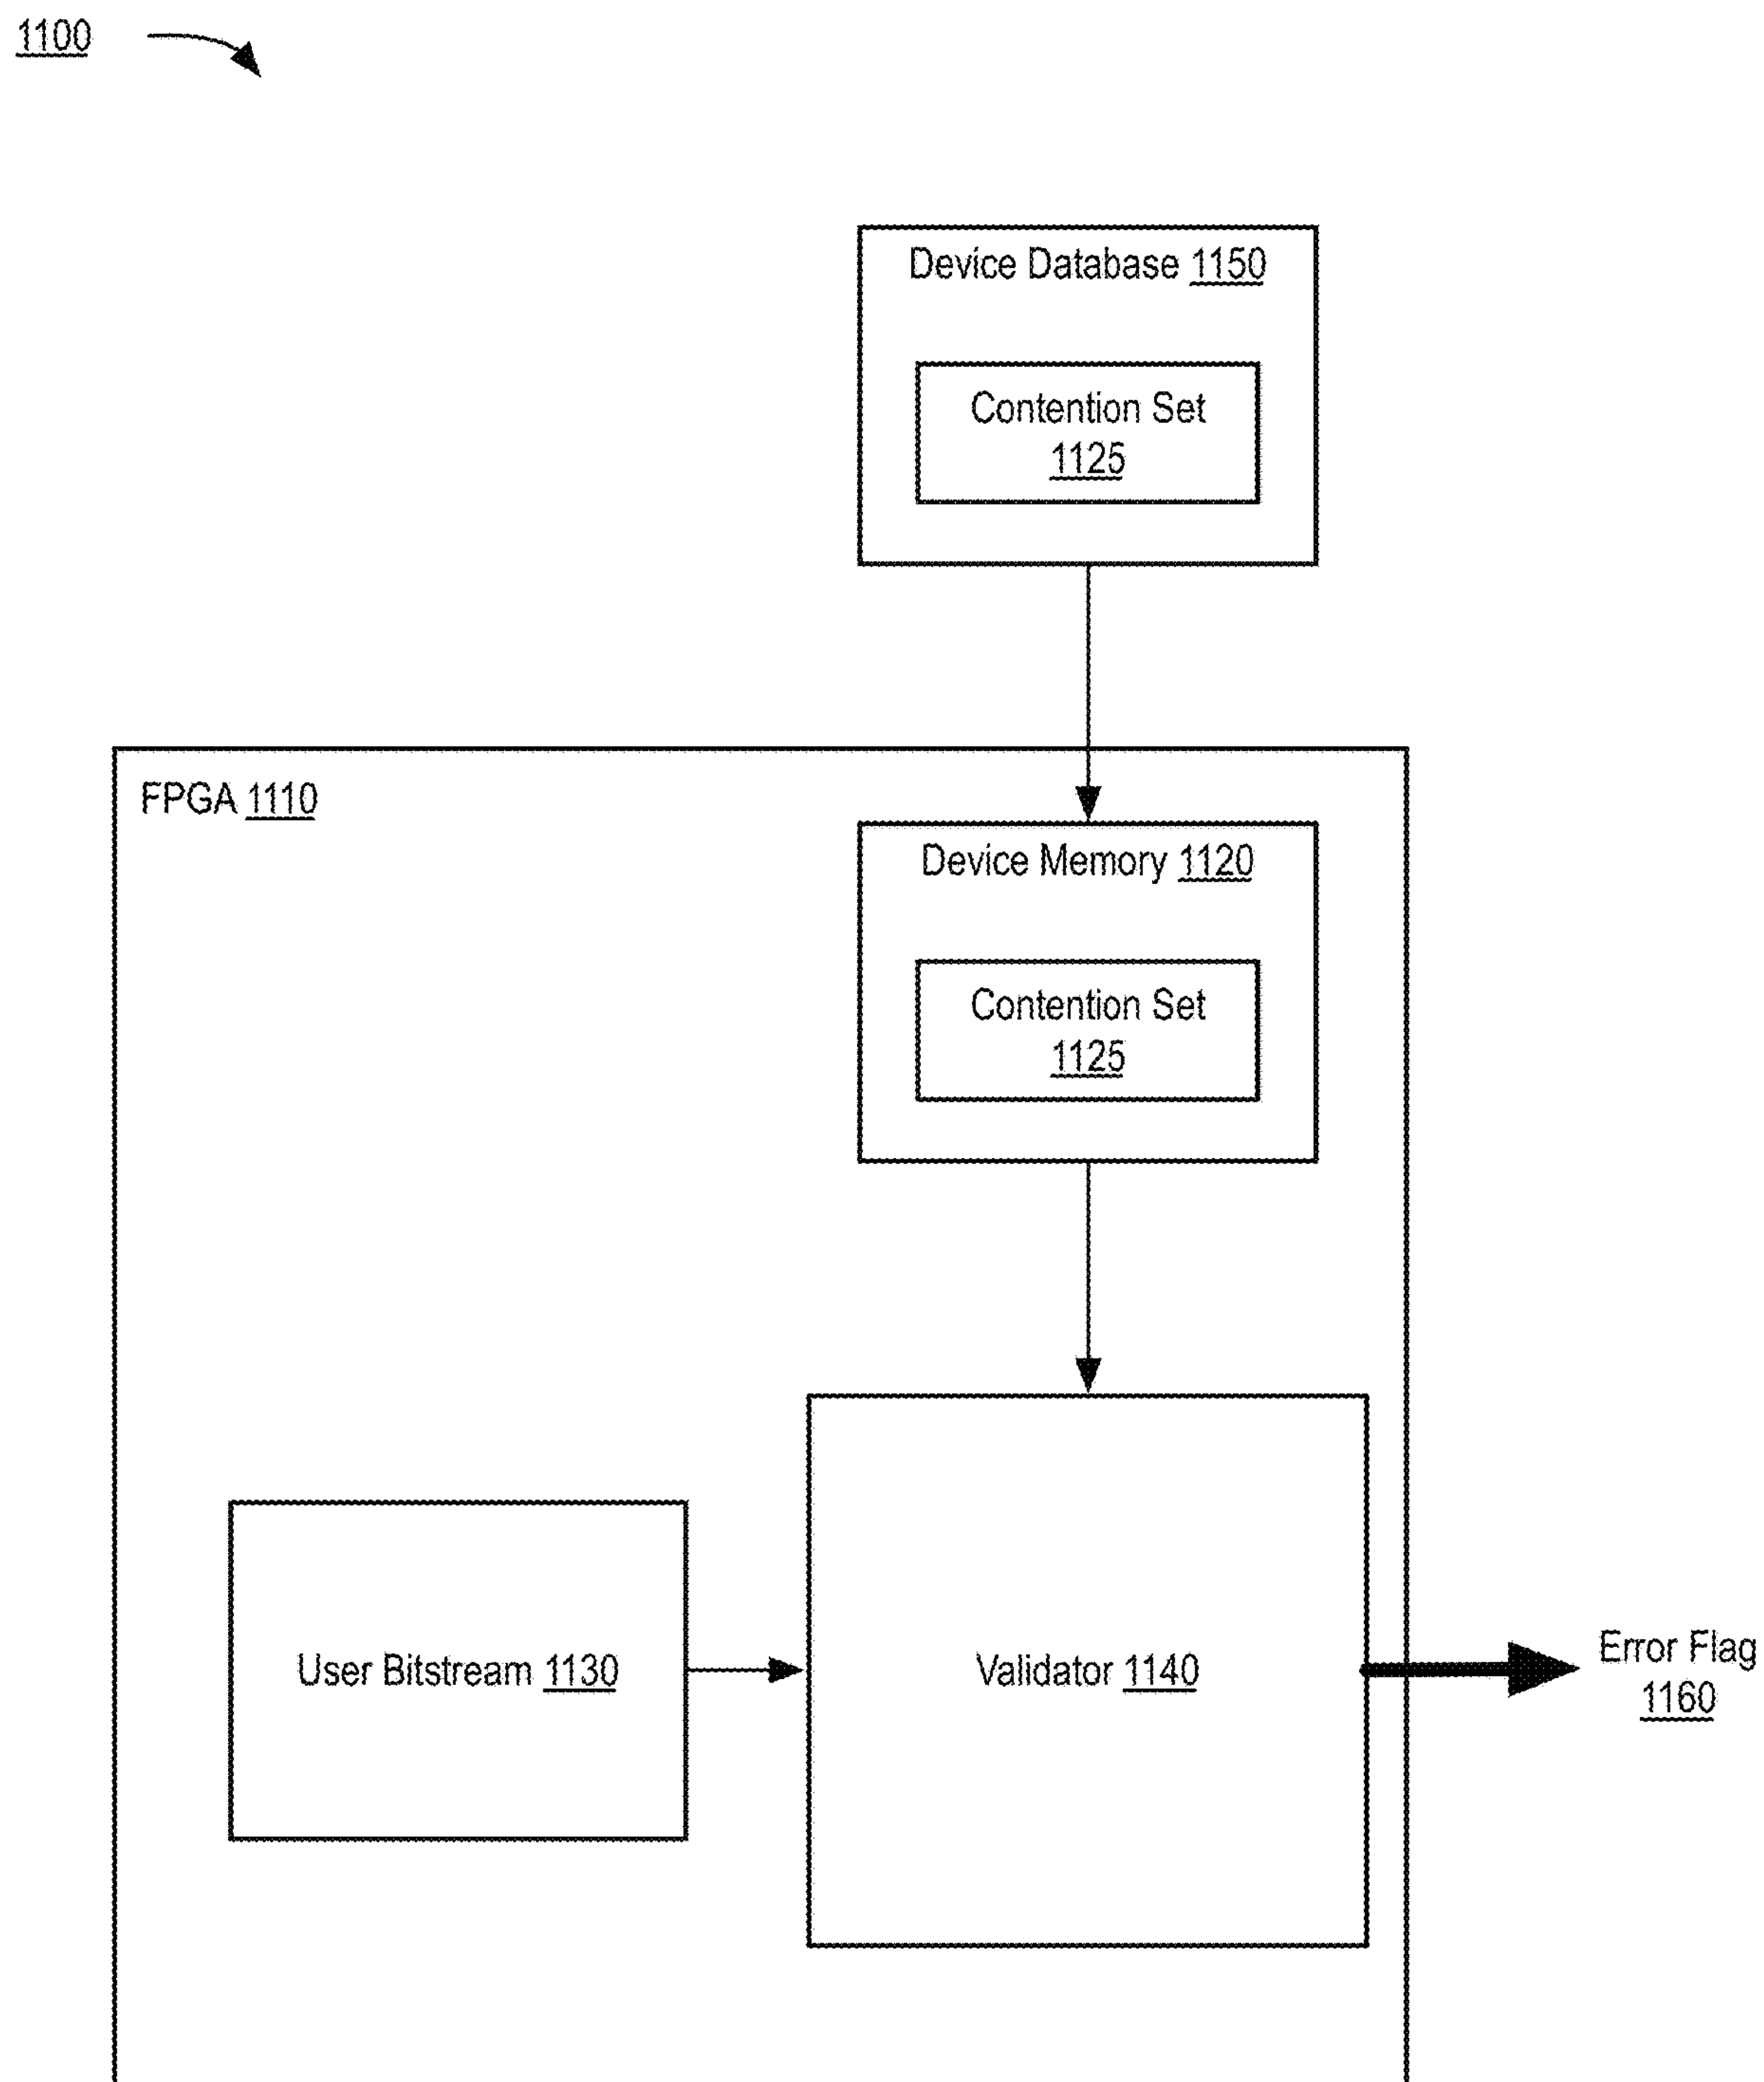 1100
Device Database 1150
Contention Set
1125
FPGA 1110
Device Memory 1120
Contention Set
1125
User Bitstream 1130
Validator 1140
Error Flag
1160